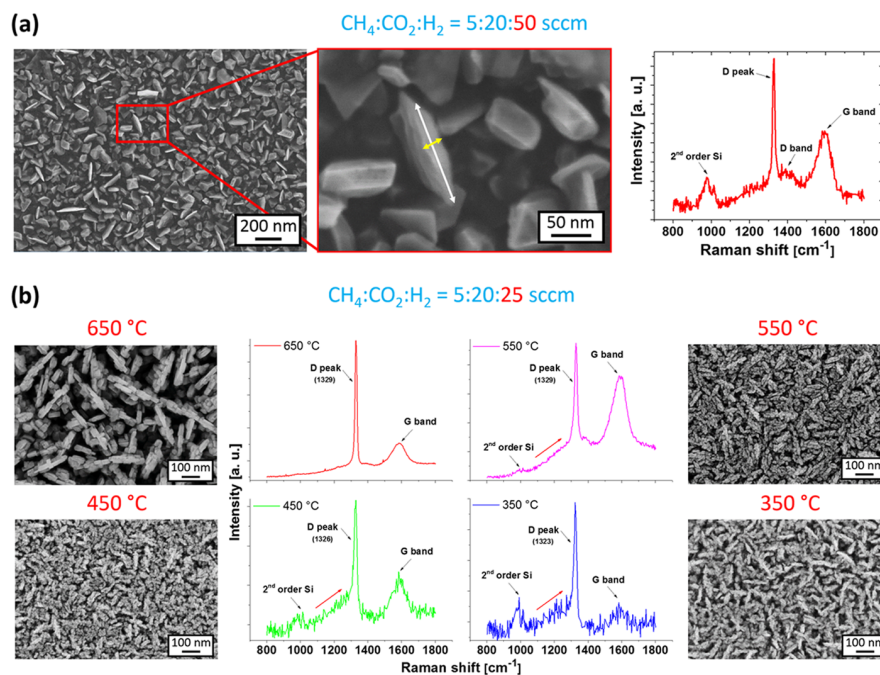 (a)
CH₄:CO₂:H₂ = 5:20:50 sccm
200 nm
50 nm
Intensity [a. u.]
D peak
G band
D band
2nd order Si
800 1000 1200 1400 1600 1800
Raman shift [cm⁻¹]
(b)
CH₄:CO₂:H₂ = 5:20:25 sccm
650 °C
550 °C
100 nm
650 °C
D peak
(1329)
G band
550 °C
G band
D peak
(1329)
2nd order Si
100 nm
450 °C
350 °C
100 nm
Intensity [a. u.]
450 °C
D peak
(1326)
G band
2nd order Si
800 1000 1200 1400 1600 1800
350 °C
D peak
(1323)
2nd order Si
G band
800 1000 1200 1400 1600 1800
Raman shift [cm⁻¹]
100 nm